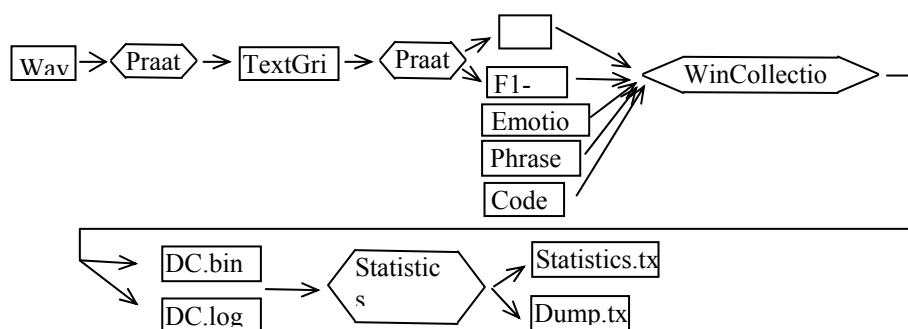 Wav
Praat
TextGri
Praat
F1-
WinCollectio
Emotio
Phrase
Code
DC.bin
DC.log
Statistic
s
Statistics.tx
Dump.tx